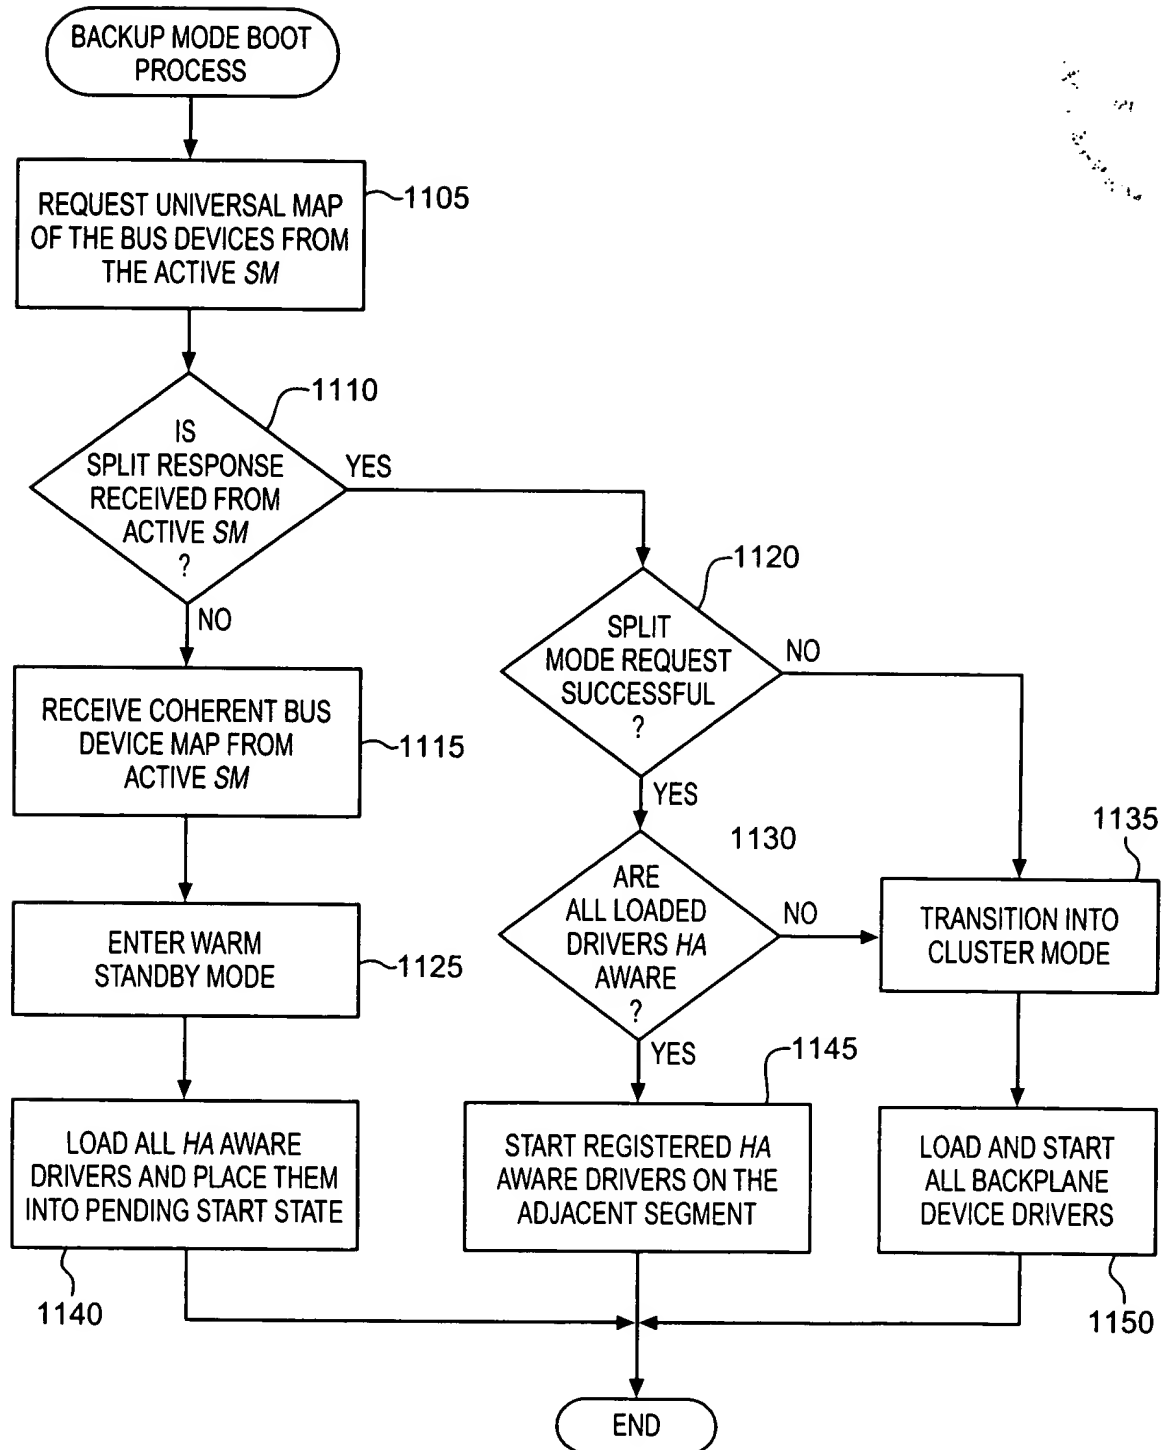 BACKUP MODE BOOT
PROCESS
REQUEST UNIVERSAL MAP
OF THE BUS DEVICES FROM
THE ACTIVE SM
1105
IS
SPLIT RESPONSE
RECEIVED FROM
ACTIVE SM
?
1110
YES
NO
RECEIVE COHERENT BUS
DEVICE MAP FROM
ACTIVE SM
1115
ENTER WARM
STANDBY MODE
1125
LOAD ALL HA AWARE
DRIVERS AND PLACE THEM
INTO PENDING START STATE
1140
SPLIT
MODE REQUEST
SUCCESSFUL
?
1120
NO
YES
ARE
ALL LOADED
DRIVERS HA
AWARE
?
1130
NO
YES
START REGISTERED HA
AWARE DRIVERS ON THE
ADJACENT SEGMENT
1145
TRANSITION INTO
CLUSTER MODE
1135
LOAD AND START
ALL BACKPLANE
DEVICE DRIVERS
1150
END